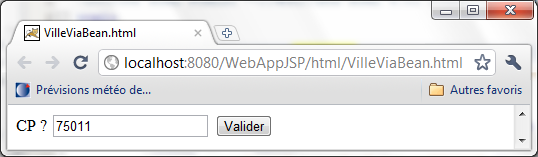 VilleViaBean.html
localhost:8080/WebAppJSP/html/VilleViaBean.html
Prévisions météo de...
Autres favoris
CP ? 75011 Valider